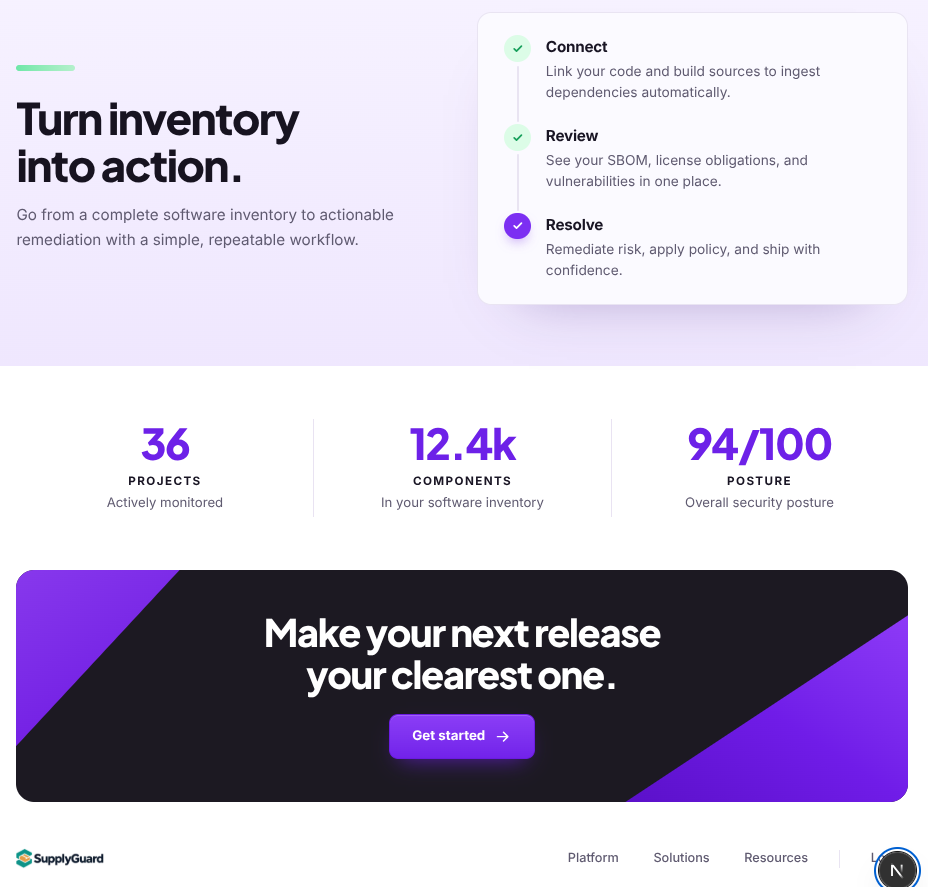 Turn inventory
into action.
Go from a complete software inventory to actionable
remediation with a simple, repeatable workflow.
Connect
Link your code and build sources to ingest
dependencies automatically.
Review
See your SBOM, license obligations, and
vulnerabilities in one place.
Resolve
Remediate risk, apply policy, and ship with
confidence.
36
PROJECTS
Actively monitored
12.4k
COMPONENTS
In your software inventory
94/100
POSTURE
Overall security posture
Make your next release
your clearest one.
Get started →
SupplyGuard
Platform
Solutions
Resources
N